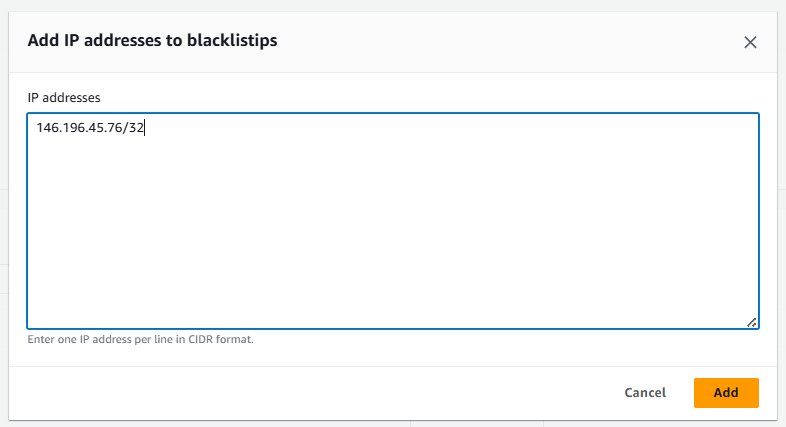 Add IP addresses to blacklistips
IP addresses
146.196.45.76/32
Enter one IP address per line in CIDR format.
Cancel
Add